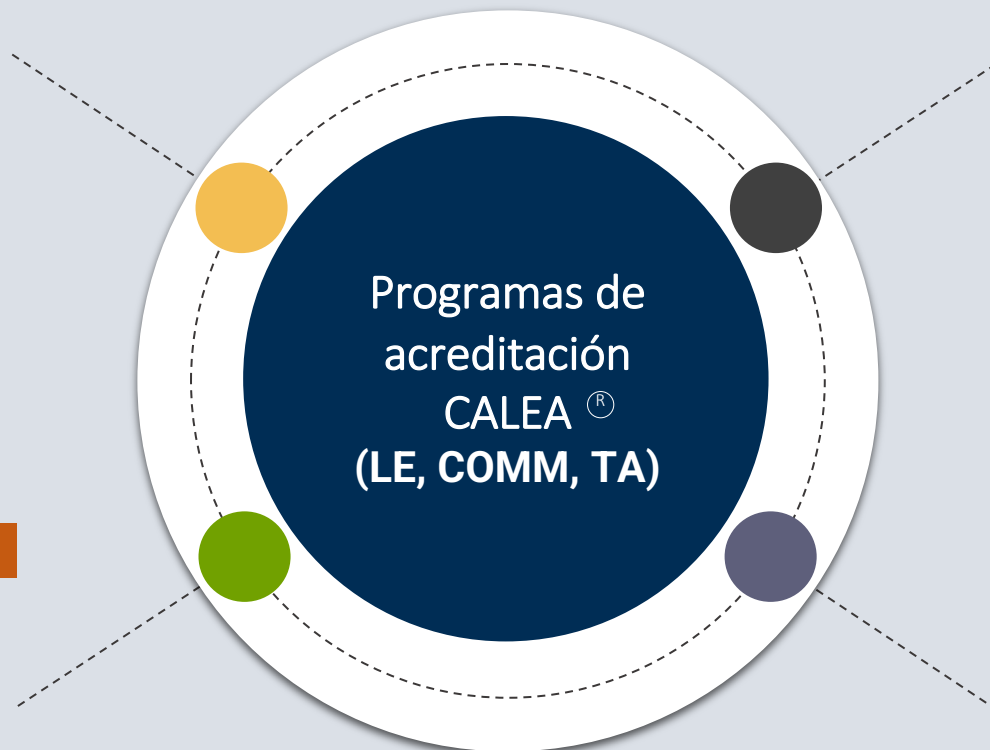 Programas de
acreditación
CALEA ®
(LE, COMM, TA)